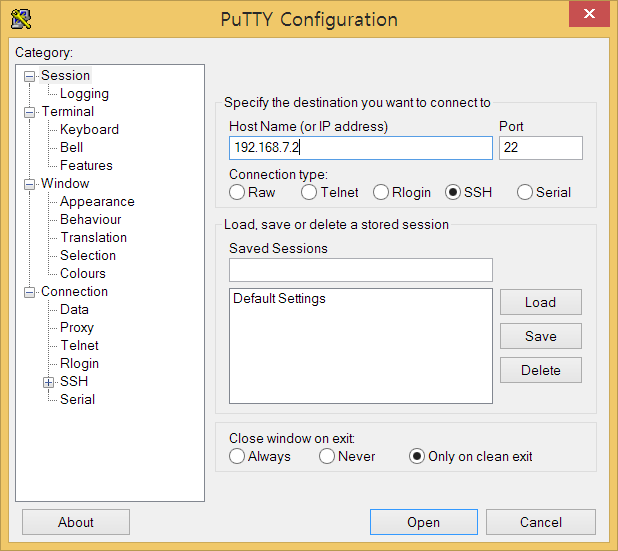 PuTTY Configuration
Category:
Session
Logging
Terminal
Keyboard
Bell
Features
Window
Appearance
Behaviour
Translation
Selection
Colours
Connection
Data
Proxy
Telnet
Rlogin
SSH
Serial
Specify the destination you want to connect to
Host Name (or IP address) Port
192.168.7.2 22
Connection type:
Raw Telnet Rlogin SSH Serial
Load, save or delete a stored session
Saved Sessions
Default Settings
Load
Save
Delete
Close window on exit:
Always Never Only on clean exit
About Open Cancel